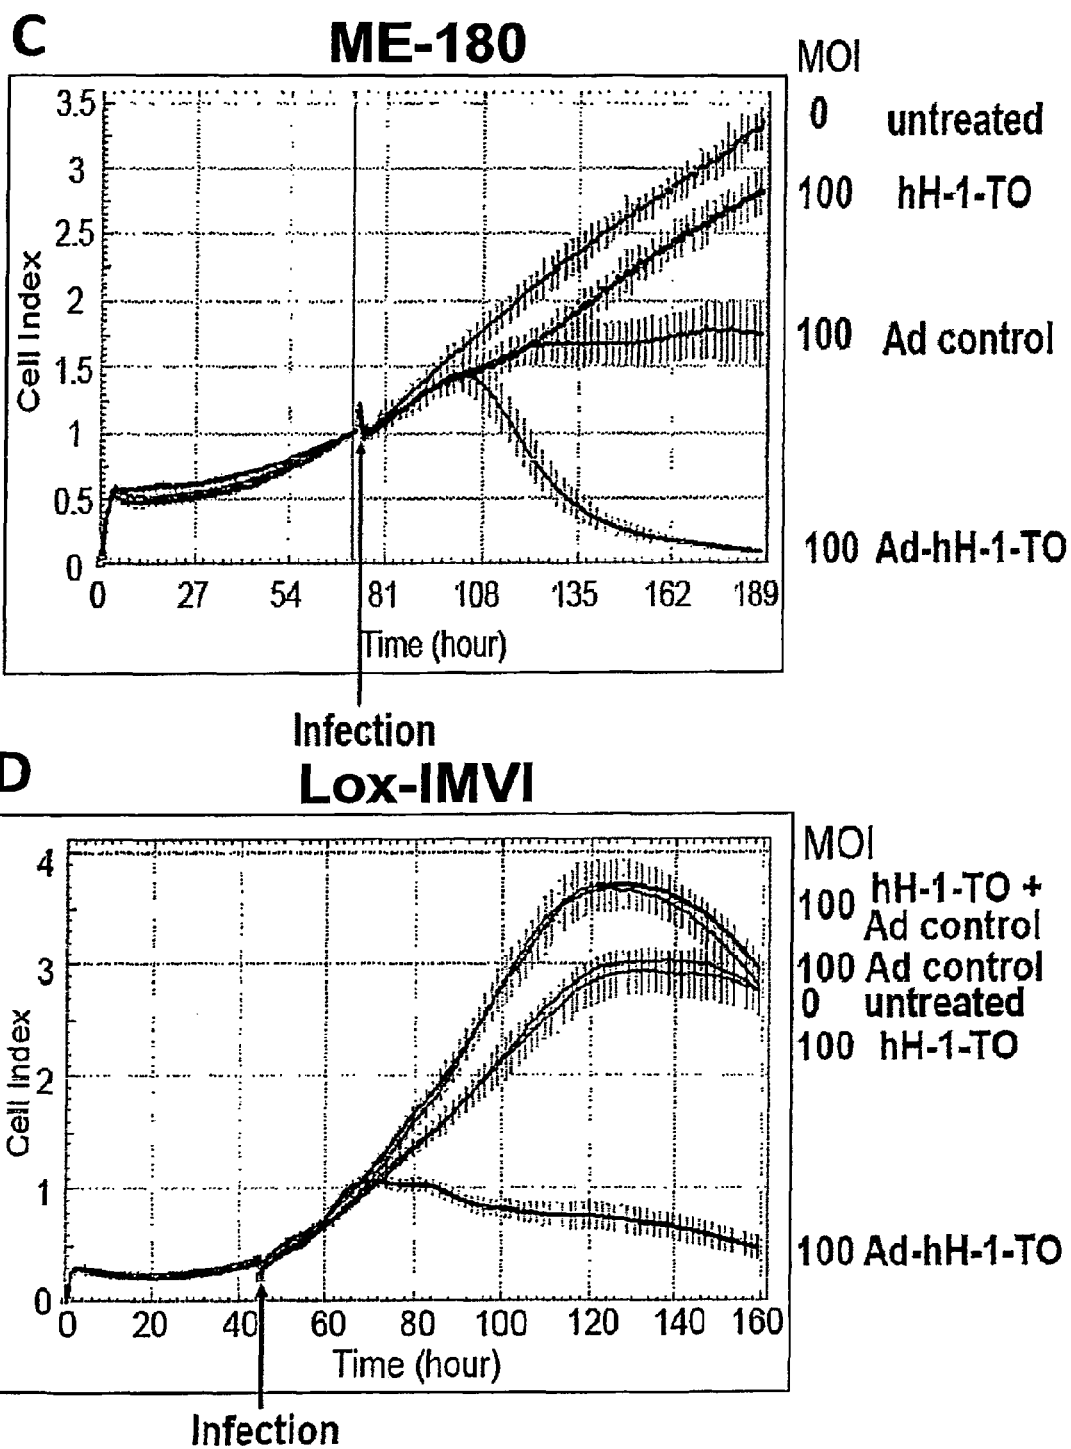 C
ME-180
MOI
0 untreated
100 hH-1-TO
100 Ad control
100 Ad-hH-1-TO
Cell Index
3.5
3
2.5
2
1.5
1
0.5
0
0 27 54 81 108 135 162 189
Time (hour)
Infection
D
Lox-IMVI
MOI
100 hH-1-TO +
Ad control
100 Ad control
0 untreated
100 hH-1-TO
100 Ad-hH-1-TO
Cell Index
4
3
2
1
0
0 20 40 60 80 100 120 140 160
Time (hour)
Infection